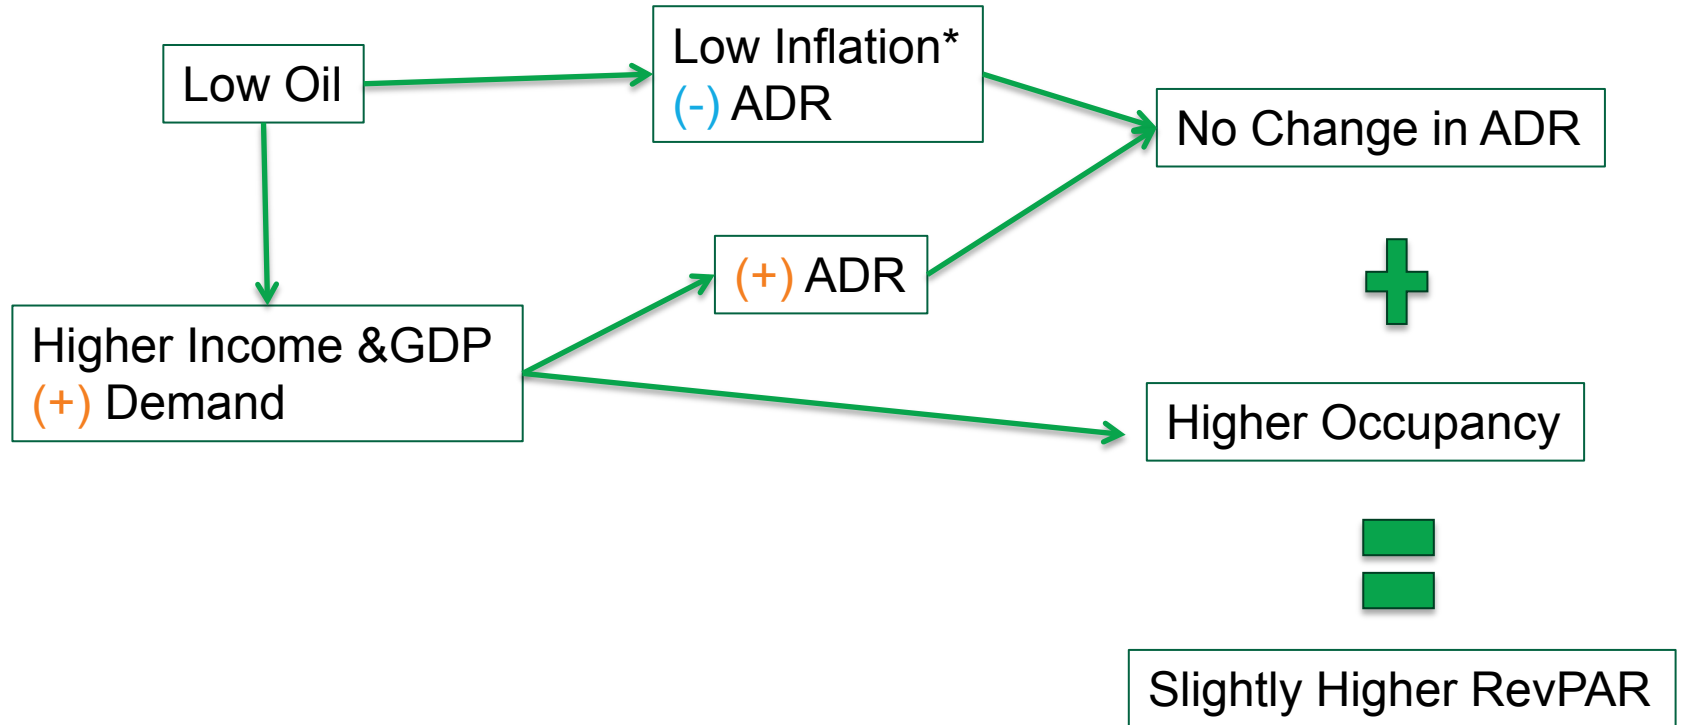 Low Oil
Low Inflation*
(-) ADR
No Change in ADR
(+) ADR
Higher Income &GDP
(+) Demand
Higher Occupancy
Slightly Higher RevPAR